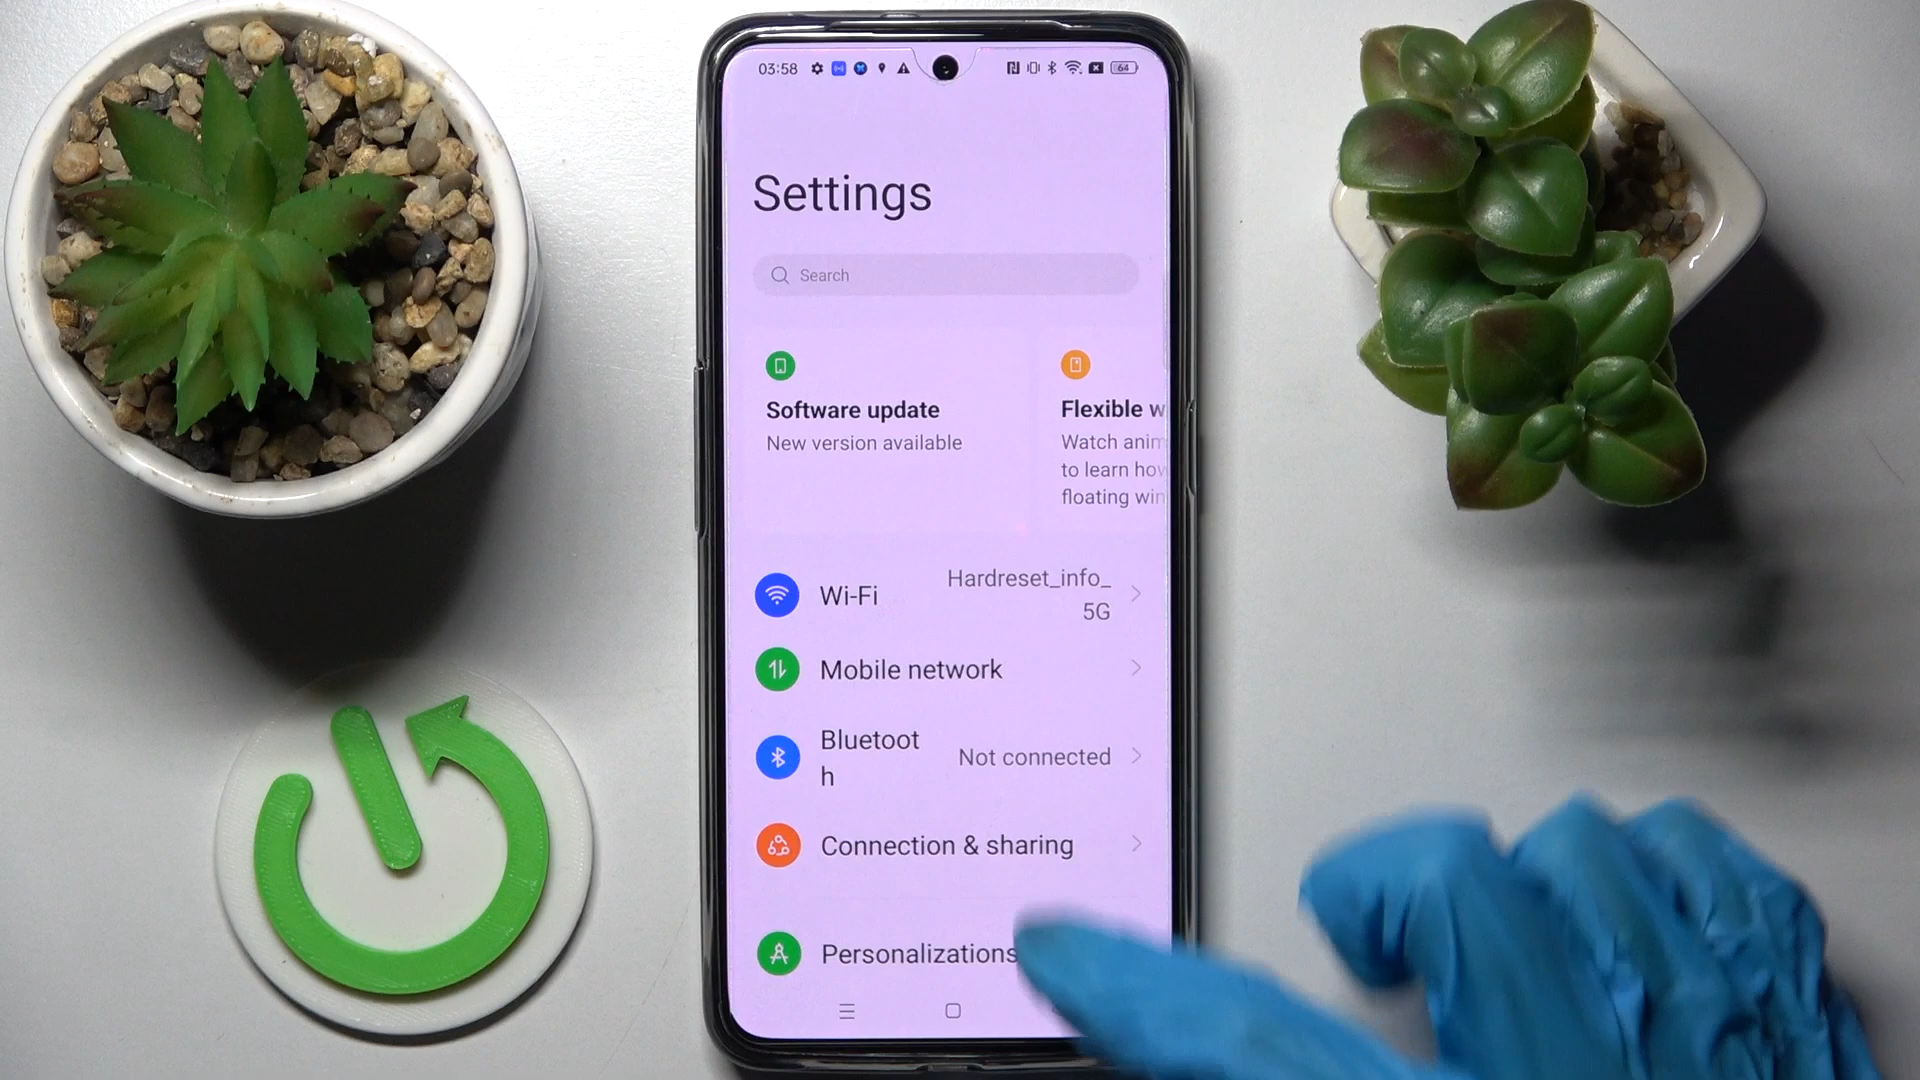 03:58
64
Settings
Search
Software update
New version available
Flexible w
Watch anim
to learn how
floating win
Wi-Fi
Hardreset_info_
5G
Mobile network
Bluetoot
h
Not connected
Connection & sharing
Personalizations